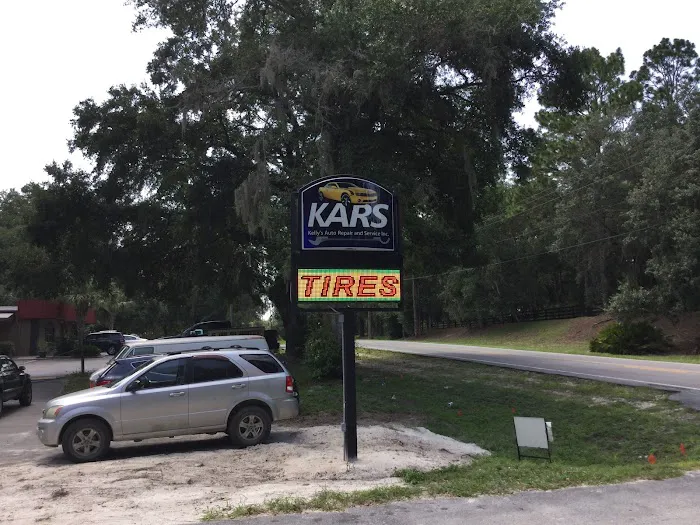 KARS
Kelly's Auto Repair and Service Inc.
TIRES